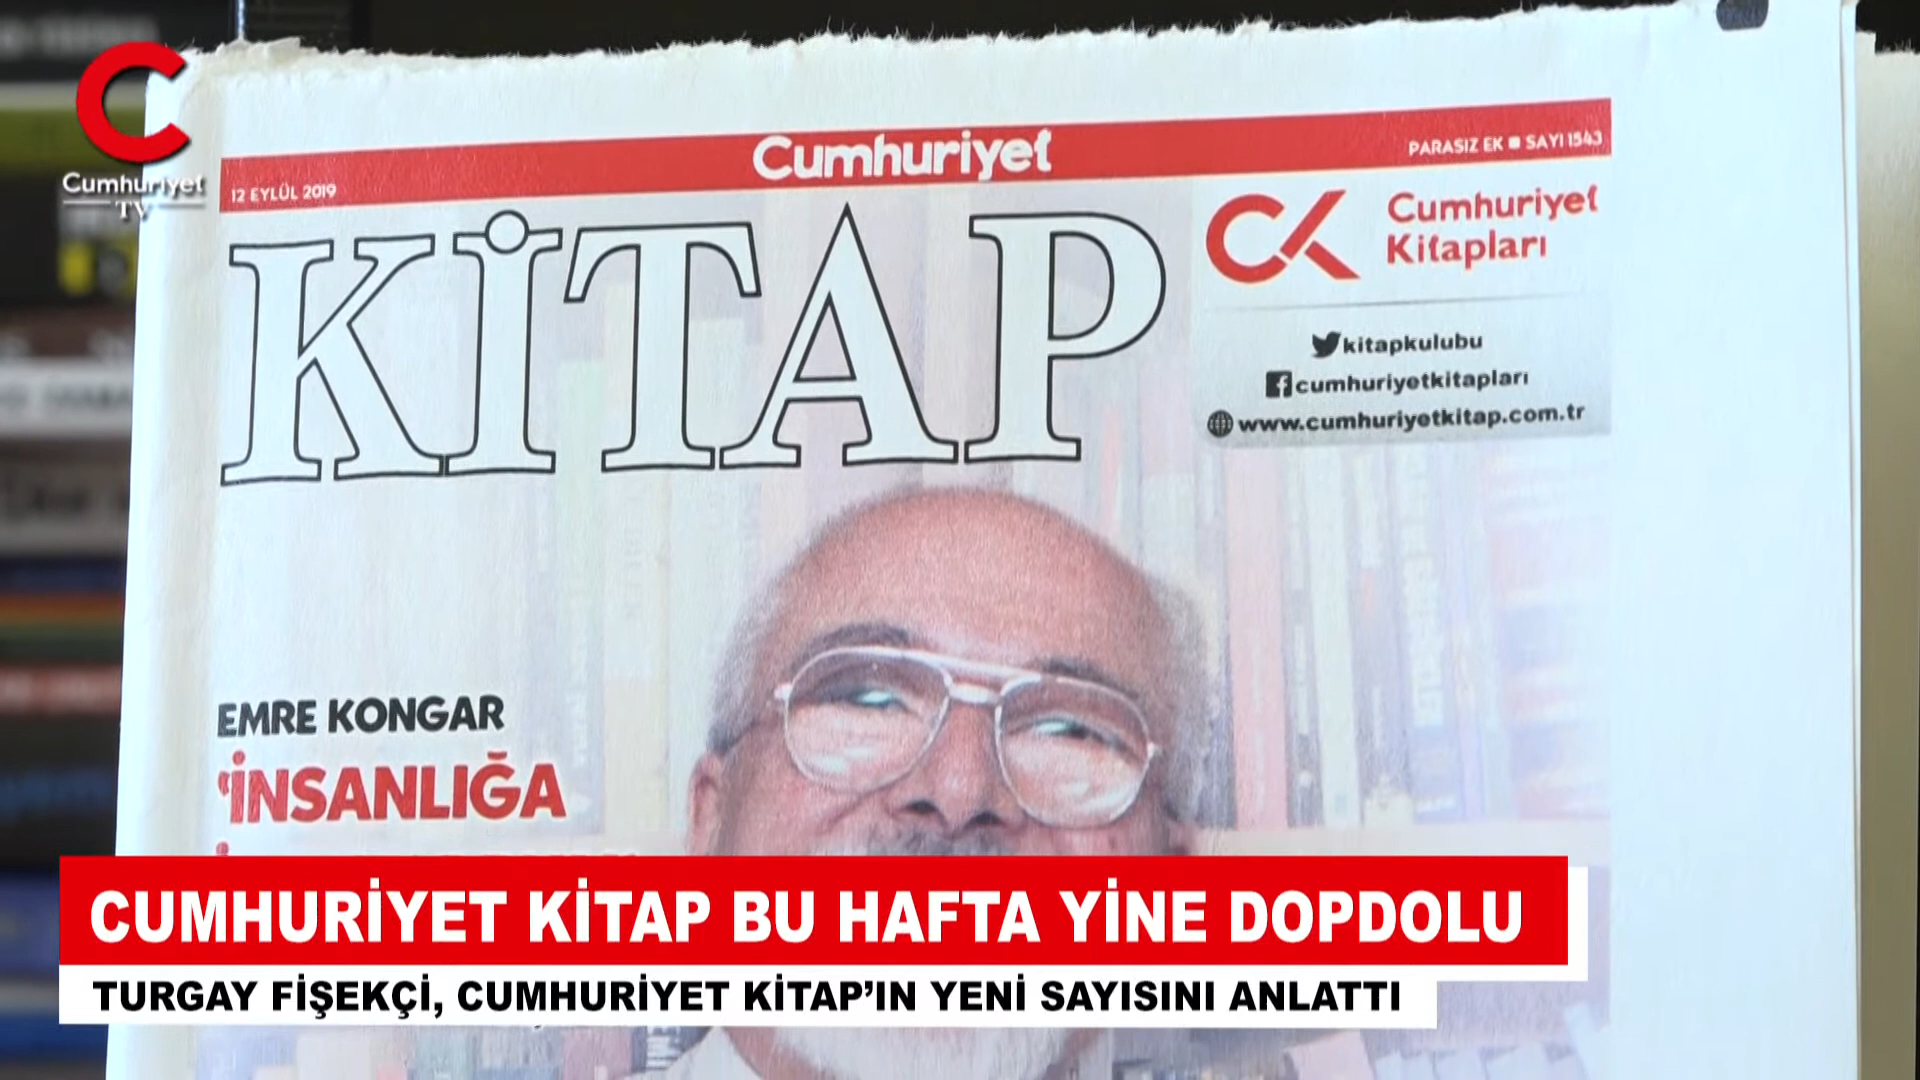 Cumhuriyet
TV
12 EYLÜL 2019
Cumhuriyet
PARASIZ EK ■ SAYI 1543
KİTAP
CK
Cumhuriyet
Kitapları
kitapkulubu
cumhuriyetkitapları
www.cumhuriyetkitap.com.tr
EMRE KONGAR
‘İNSANLIĞA
CUMHURİYET KİTAP BU HAFTA YİNE DOPDOLU
TURGAY FİŞEKÇİ, CUMHURİYET KİTAP’IN YENİ SAYISINI ANLATTI